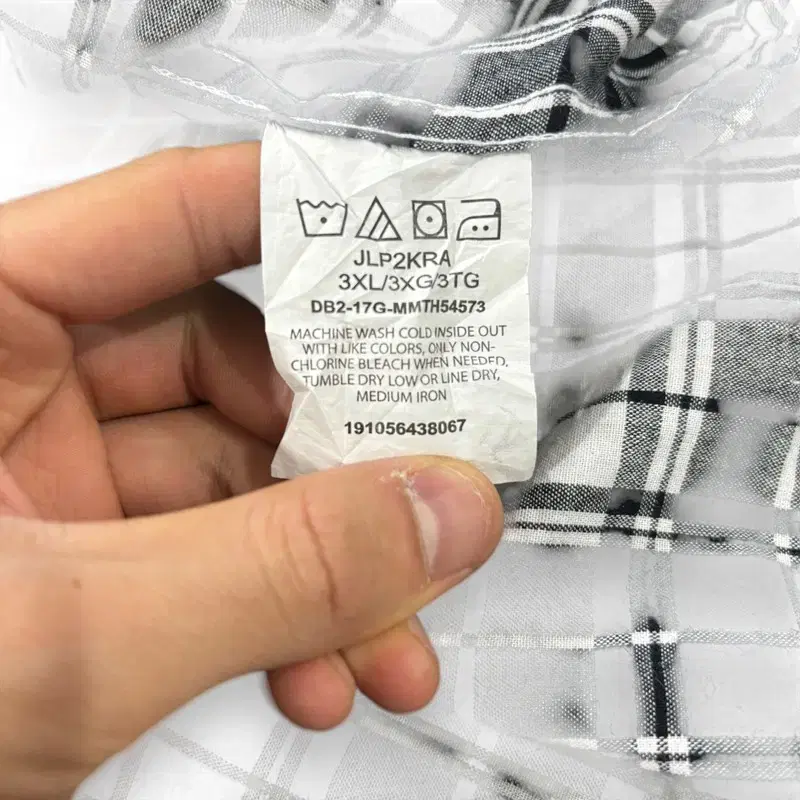 JLP2KRA
3XL/3XG/3TG
DB2-17G-MMTH54573
MACHINE WASH COLD INSIDE OUT
WITH LIKE COLORS, ONLY NON-
CHLORINE BLEACH WHEN NEEDED,
TUMBLE DRY LOW OR LINE DRY,
MEDIUM IRON
191056438067